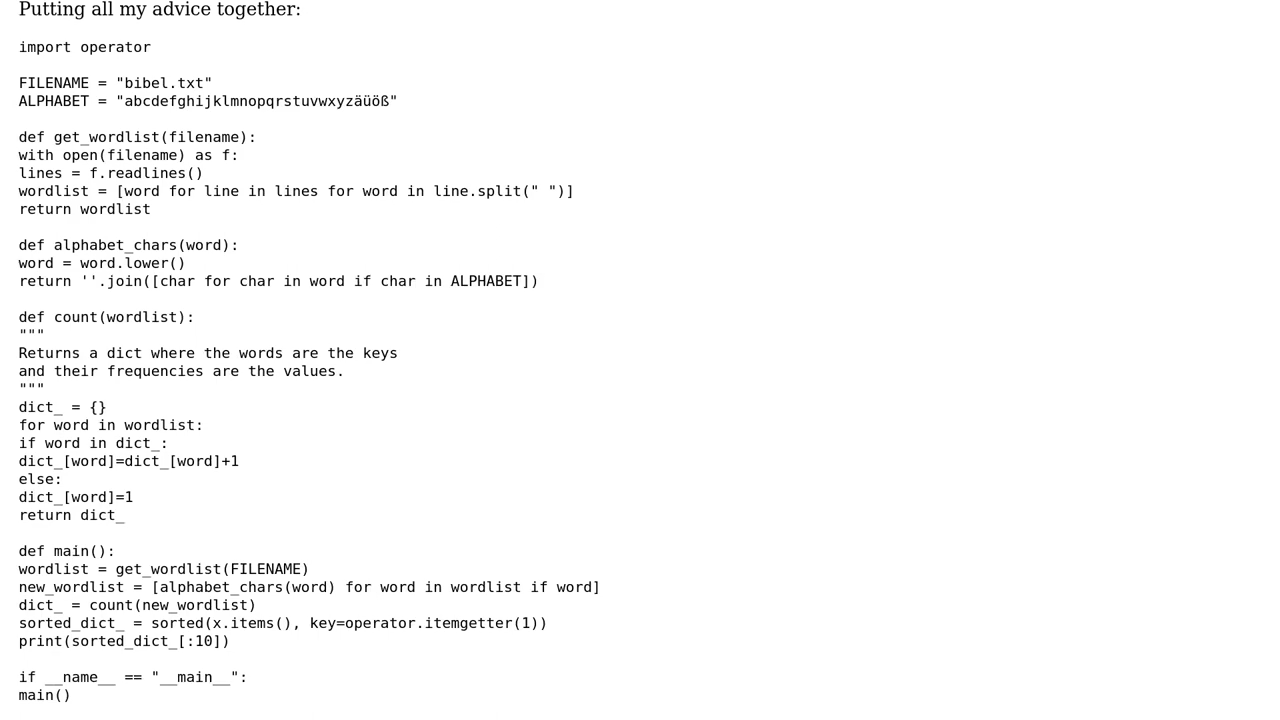 Putting all my advice together:
import operator
FILENAME = "bibel.txt"
ALPHABET = "abcdefghijklmnopqrstuvwxyzäüöß"
def get_wordlist(filename):
with open(filename) as f:
lines = f.readlines()
wordlist = [word for line in lines for word in line.split(" ")]
return wordlist
def alphabet_chars(word):
word = word.lower()
return ''.join([char for char in word if char in ALPHABET])
def count(wordlist):
"""
Returns a dict where the words are the keys
and their frequencies are the values.
"""
dict_ = {}
for word in wordlist:
if word in dict_:
dict_[word]=dict_[word]+1
else:
dict_[word]=1
return dict_
def main():
wordlist = get_wordlist(FILENAME)
new_wordlist = [alphabet_chars(word) for word in wordlist if word]
dict_ = count(new_wordlist)
sorted_dict_ = sorted(x.items(), key=operator.itemgetter(1))
print(sorted_dict_[:10])
if __name__ == "__main__":
main()